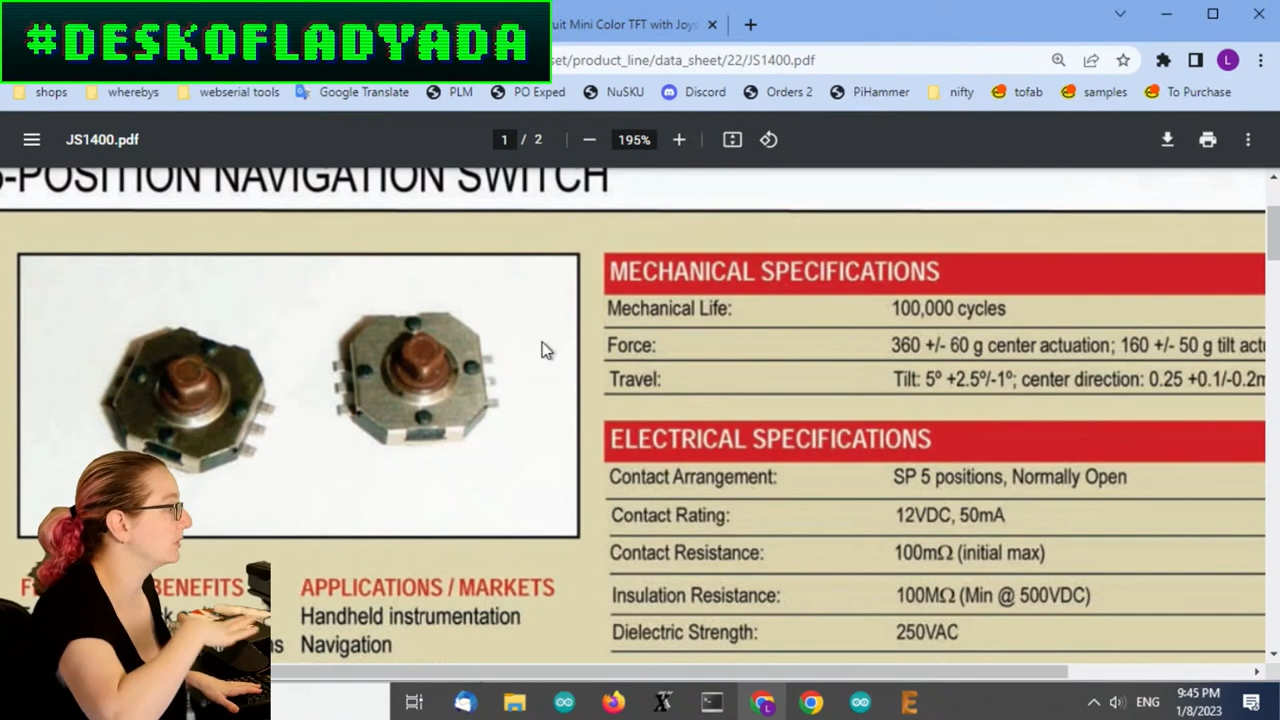 #DESKOFLADYADA
uit Mini Color TFT with Joys
set/product_line/data_sheet/22/JS1400.pdf
L
shops
wherebys
webserial tools
Google Translate
PLM
PO Exped
NuSKU
Discord
Orders 2
PiHammer
nifty
tofab
samples
To Purchase
JS1400.pdf
1 / 2
195%
-POSITION NAVIGATION SWITCH
MECHANICAL SPECIFICATIONS
Mechanical Life: 100,000 cycles
Force: 360 +/- 60 g center actuation; 160 +/- 50 g tilt actu
Travel: Tilt: 5º +2.5º/-1º; center direction: 0.25 +0.1/-0.2m
ELECTRICAL SPECIFICATIONS
Contact Arrangement: SP 5 positions, Normally Open
Contact Rating: 12VDC, 50mA
Contact Resistance: 100mΩ (initial max)
Insulation Resistance: 100MΩ (Min @ 500VDC)
Dielectric Strength: 250VAC
BENEFITS
APPLICATIONS / MARKETS
Handheld instrumentation
Navigation
ENG
9:45 PM
1/8/2023